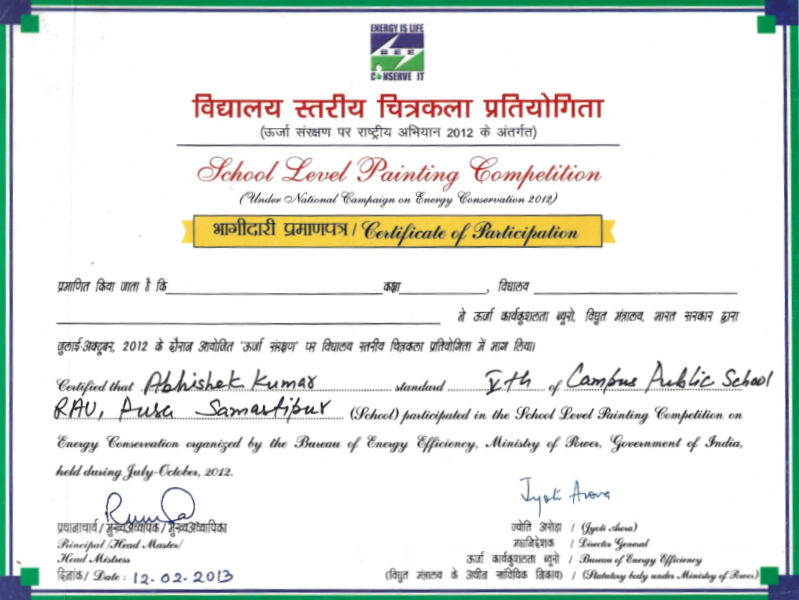 ENERGY IS LIFE
BEE
CONSERVE IT
विद्यालय स्तरीय चित्रकला प्रतियोगिता
(ऊर्जा संरक्षण पर राष्ट्रीय अभियान 2012 के अंतर्गत)
School Level Painting Competition
(Under National Campaign on Energy Conservation 2012)
भागीदारी प्रमाणपत्र / Certificate of Participation
प्रमाणित किया जाता है कि कक्षा , विद्यालय
ने ऊर्जा कार्यकुशलता ब्यूरो, विद्युत मंत्रालय, भारत सरकार द्वारा
जुलाई-अक्टूबर, 2012 के दौरान आयोजित 'ऊर्जा संरक्षण' पर विद्यालय स्तरीय चित्रकला प्रतियोगिता में भाग लिया।
Certified that Abhishek Kumar standard Vth of Campus Public School
RAU, Pusa Samastipur (School) participated in the School Level Painting Competition on
Energy Conservation organized by the Bureau of Energy Efficiency, Ministry of Power, Government of India,
held during July-October, 2012.
Jyoti Arora
प्रधानाचार्य / मुख्यअध्यापक / मुख्यअध्यापिका
Principal /Head Master/
Head Mistress
दिनांक/ Date : 12-02-2013
ज्योति अरोड़ा / (Jyoti Arora)
महानिदेशक / Director General
ऊर्जा कार्यकुशलता ब्यूरो / Bureau of Energy Efficiency
(विद्युत मंत्रालय के अधीन सांविधिक निकाय) / (Statutory body under Ministry of Power)